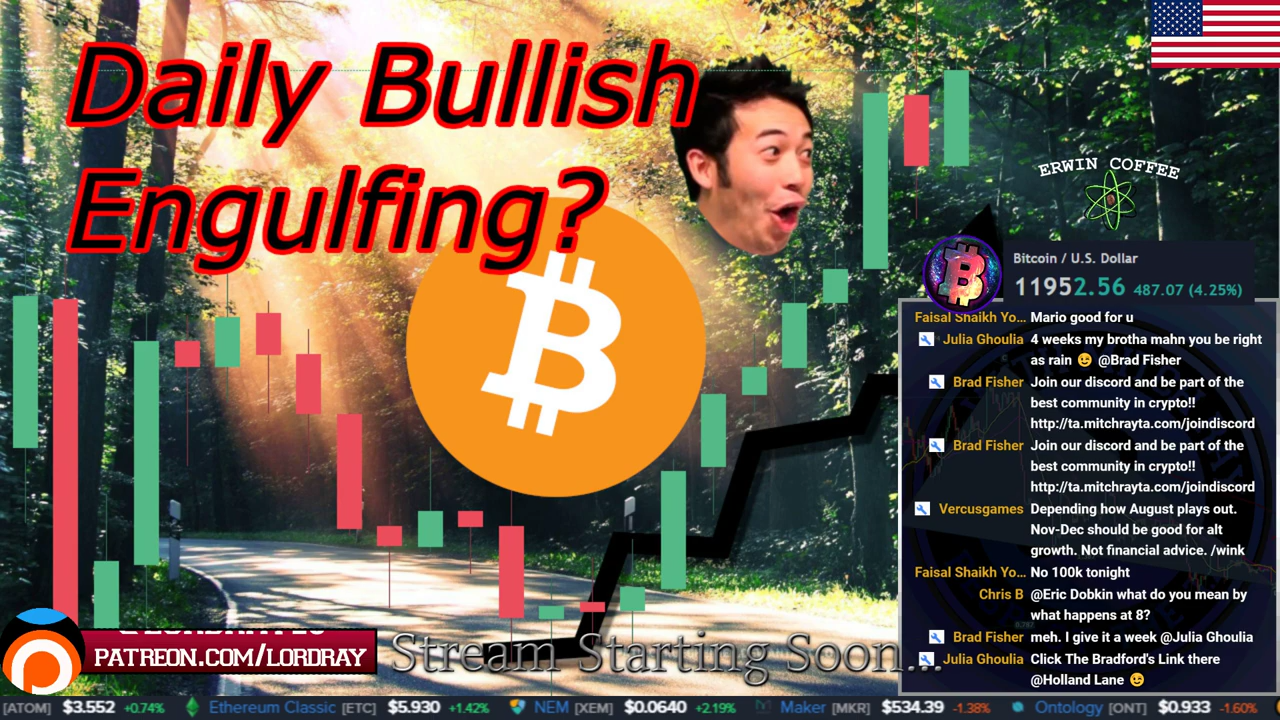 Daily Bullish
Engulfing?
ERWIN COFFEE
Bitcoin / U.S. Dollar
11952.56 487.07 (4.25%)
Faisal Shaikh Yo... Mario good for u
Julia Ghoulia 4 weeks my brotha mahn you be right
as rain 😉 @Brad Fisher
Brad Fisher Join our discord and be part of the
best community in crypto!!
http://ta.mitchrayta.com/joindiscord
Brad Fisher Join our discord and be part of the
best community in crypto!!
http://ta.mitchrayta.com/joindiscord
Vercusgames Depending how August plays out.
Nov-Dec should be good for alt
growth. Not financial advice. /wink
Faisal Shaikh Yo... No 100k tonight
Chris B @Eric Dobkin what do you mean by
what happens at 8?
Brad Fisher meh. I give it a week @Julia Ghoulia
Julia Ghoulia Click The Bradford's Link there
@Holland Lane 😉
PATREON.COM/LORDRAY
Stream Starting Soon...
[ATOM] $3.552 +0.74% Ethereum Classic [ETC] $5.930 +1.42% NEM [XEM] $0.0640 +2.19% Maker [MKR] $534.39 -1.38% Ontology [ONT] $0.933 -1.60%